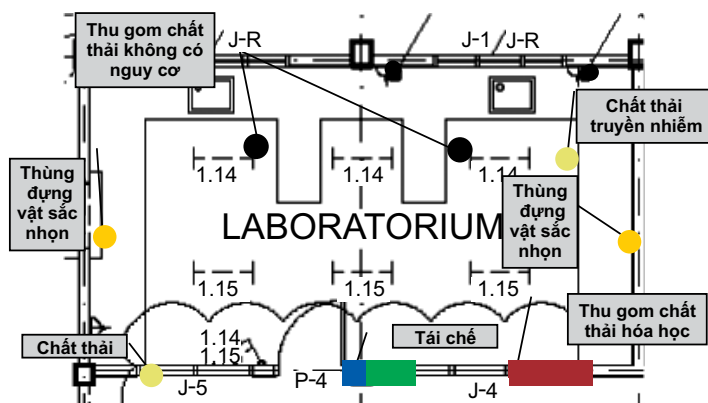 Thu gom chất
thải không có
nguy cơ
J-R
J-1
J-R
Chất thải
truyền nhiễm
1.14
1.14
1.14
Thùng
đựng
vật sắc
nhọn
Thùng
đựng
vật sắc
nhọn
LABORATORIUM
1.15
1.15
1.15
Thu gom chất
thải hóa học
Chất thải
1.14
1.15
Tái chế
J-5
P-4
J-4